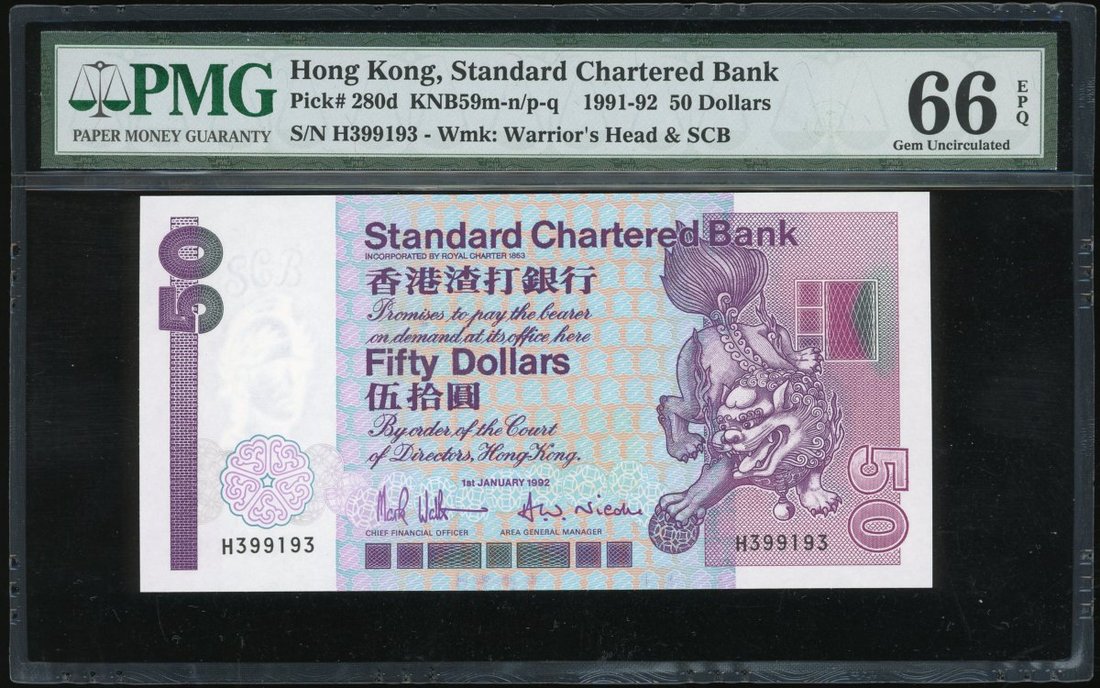 PMG
PAPER MONEY GUARANTY
Hong Kong, Standard Chartered Bank
Pick# 280d KNB59m-n/p-q 1991-92 50 Dollars
S/N H399193 - Wmk: Warrior's Head & SCB
66 EPQ
Gem Uncirculated
50
SCB
Standard Chartered Bank
INCORPORATED BY ROYAL CHARTER 1853
香港渣打銀行
Promises to pay the bearer
on demand at its office here
Fifty Dollars
伍拾圓
By order of the Court
of Directors, Hong Kong.
1st JANUARY 1992
CHIEF FINANCIAL OFFICER AREA GENERAL MANAGER
H399193
H399193
50